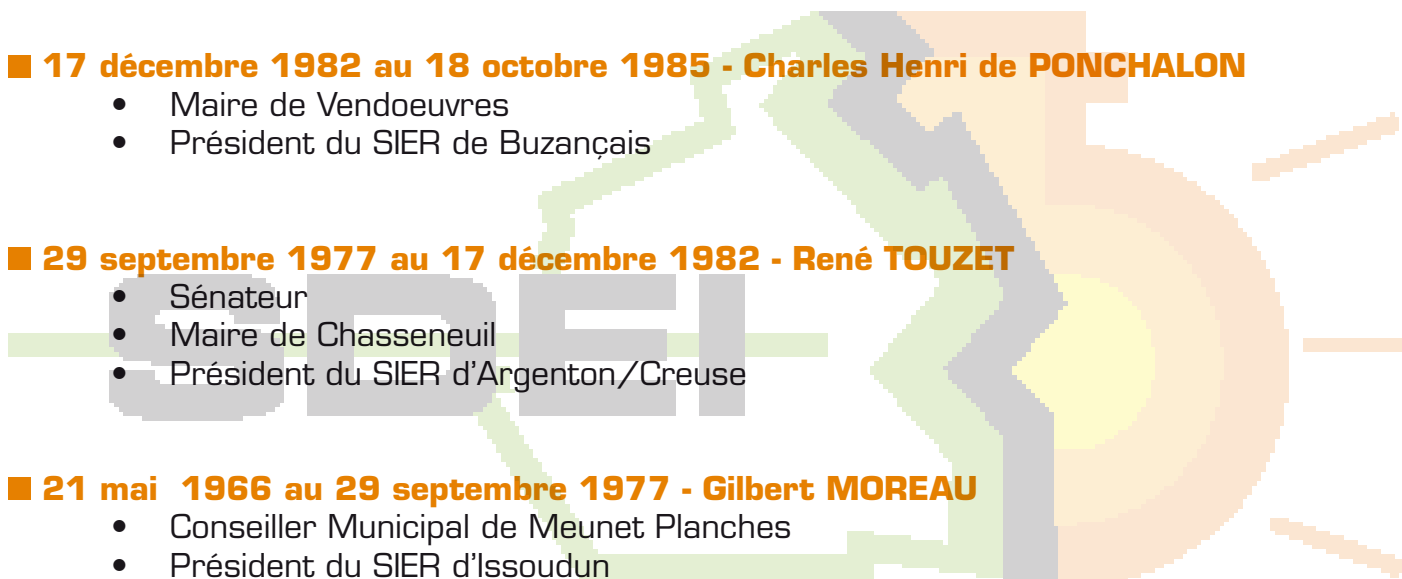 ■ 17 décembre 1982 au 18 octobre 1985 - Charles Henri de PONCHALON
• Maire de Vendoeuvres
• Président du SIER de Buzançais
■ 29 septembre 1977 au 17 décembre 1982 - René TOUZET
• Sénateur
• Maire de Chasseneuil
• Président du SIER d'Argenton/Creuse
SDEI
■ 21 mai 1966 au 29 septembre 1977 - Gilbert MOREAU
• Conseiller Municipal de Meunet Planches
• Président du SIER d'Issoudun